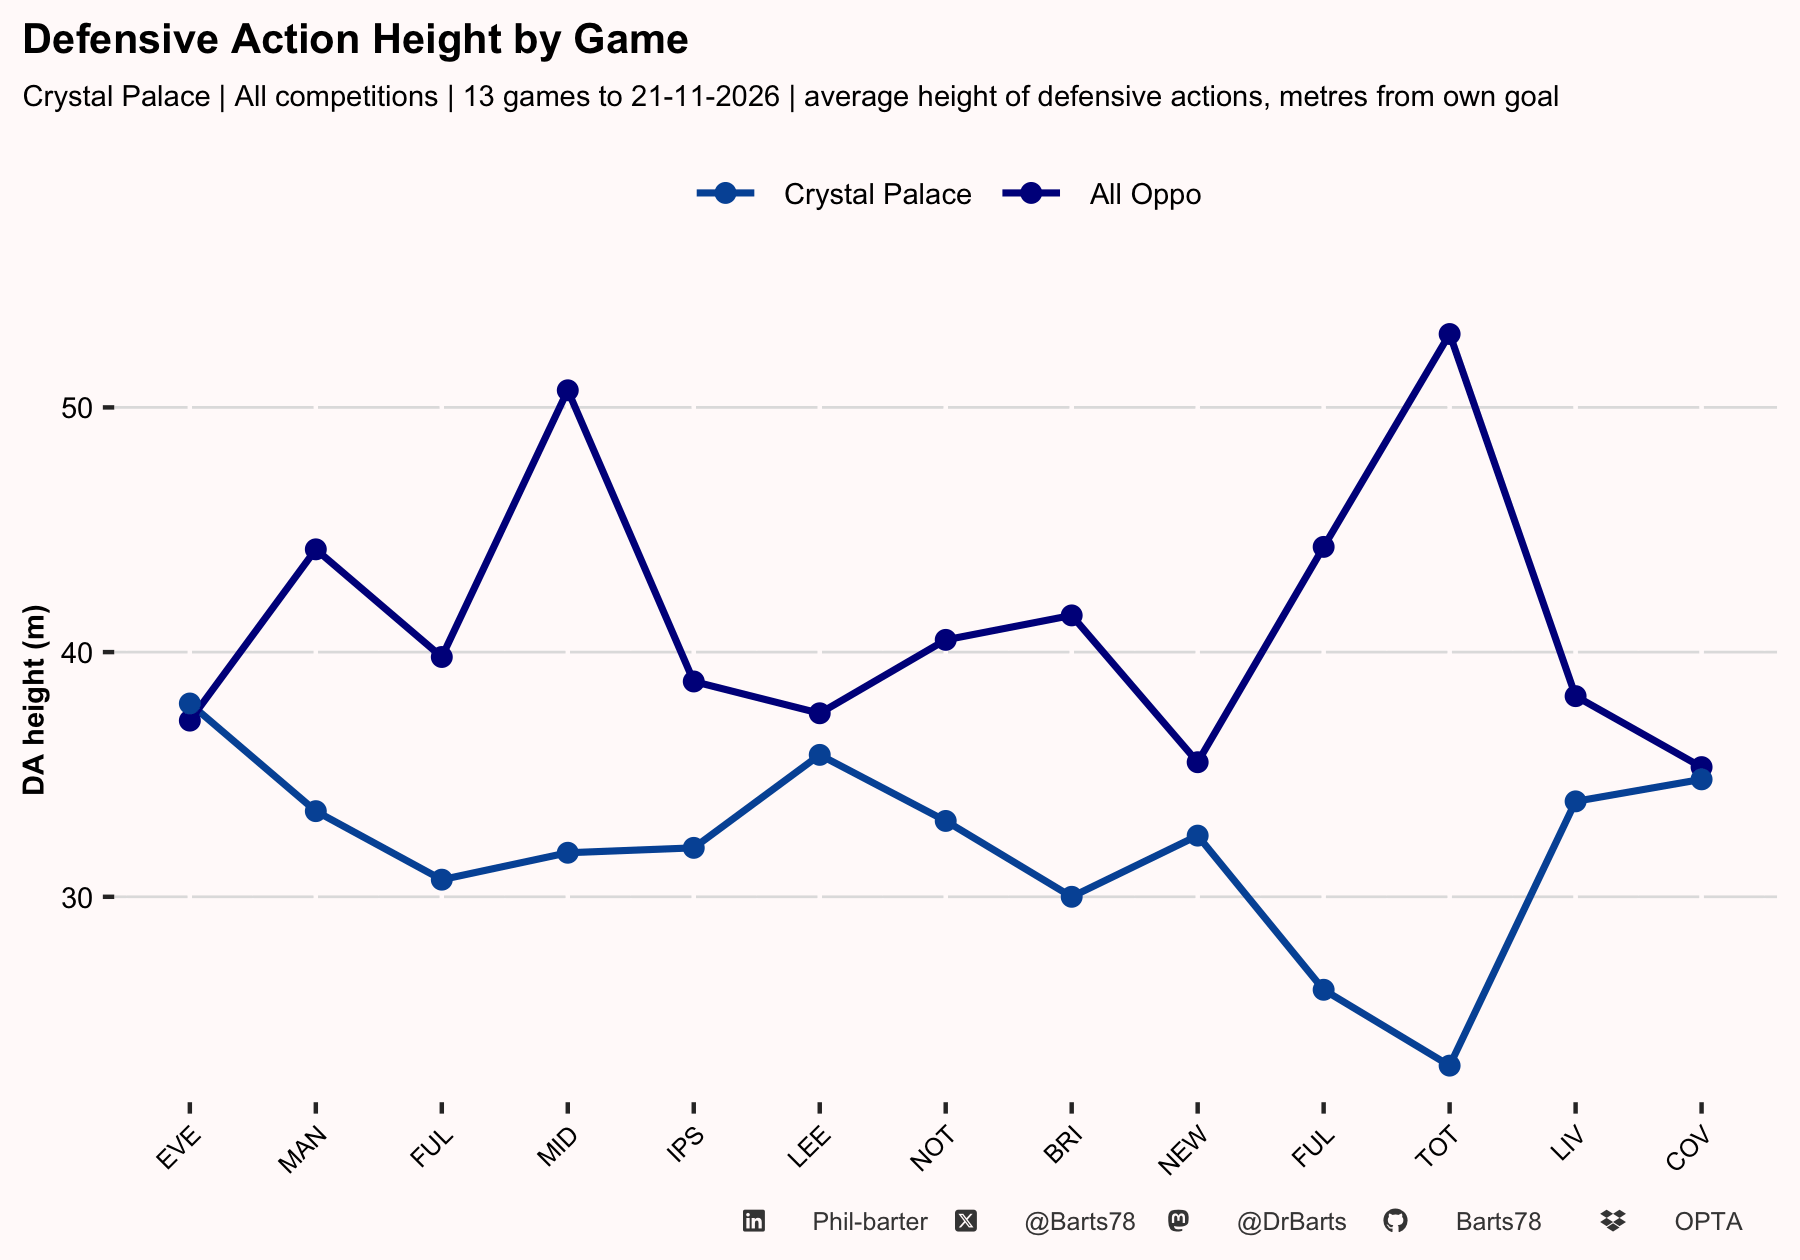 Defensive Action Height by Game
Crystal Palace | All competitions | 13 games to 21-11-2026 | average height of defensive actions, metres from own goal
Crystal Palace All Oppo
DA height (m)
50
40
30
EVE MAN FUL MID IPS LEE NOT BRI NEW FUL TOT LIV COV
Phil-barter @Barts78 @DrBarts Barts78 OPTA